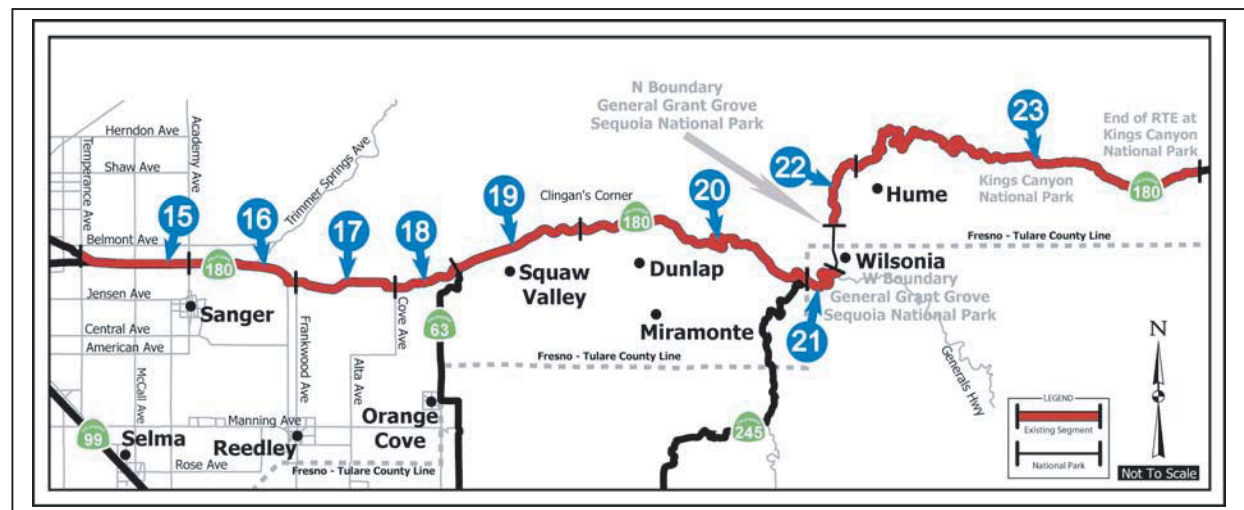 N Boundary
General Grant Grove
Sequoia National Park
23
End of RTE at
Kings Canyon
National Park
Herndon Ave
Academy Ave
Temperance Ave
Shaw Ave
Trimmer Springs Ave
22
Kings Canyon
National Park
180
Hume
15
16
17
18
19
Clingan's Corner
180
20
Belmont Ave
180
Fresno - Tulare County Line
Squaw
Valley
Dunlap
Wilsonia
W Boundary
General Grant Grove
Sequoia National Park
Jensen Ave
Sanger
Central Ave
American Ave
Frankwood Ave
Cove Ave
63
Miramonte
21
Fresno - Tulare County Line
McCall Ave
Alta Ave
Generals Hwy
N
Manning Ave
Orange
Cove
99
Selma
Reedley
Rose Ave
Fresno - Tulare County Line
245
LEGEND
Existing Segment
National Park
Not To Scale